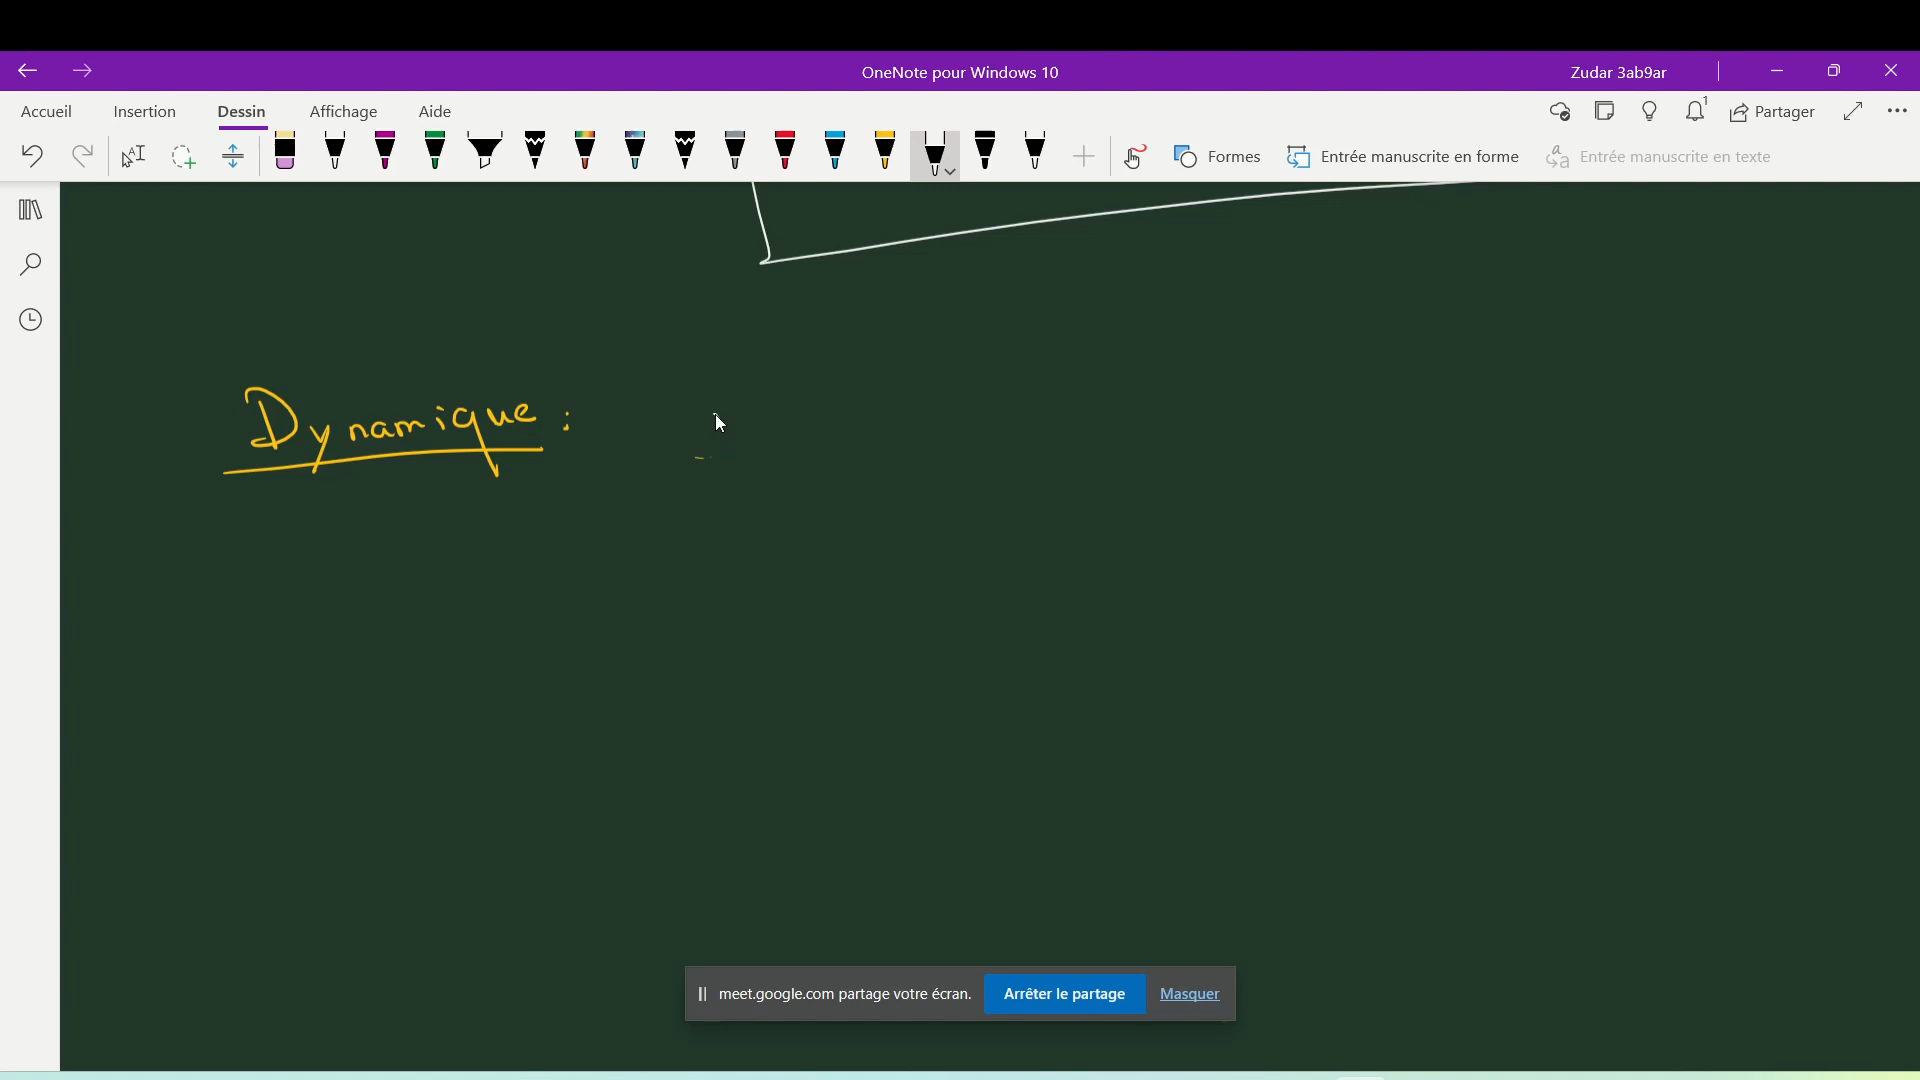 OneNote pour Windows 10
Zudar 3ab9ar
Accueil Insertion Dessin Affichage Aide
1
Partager
Formes Entrée manuscrite en forme Entrée manuscrite en texte
Dynamique :
meet.google.com partage votre écran. Arrêter le partage Masquer